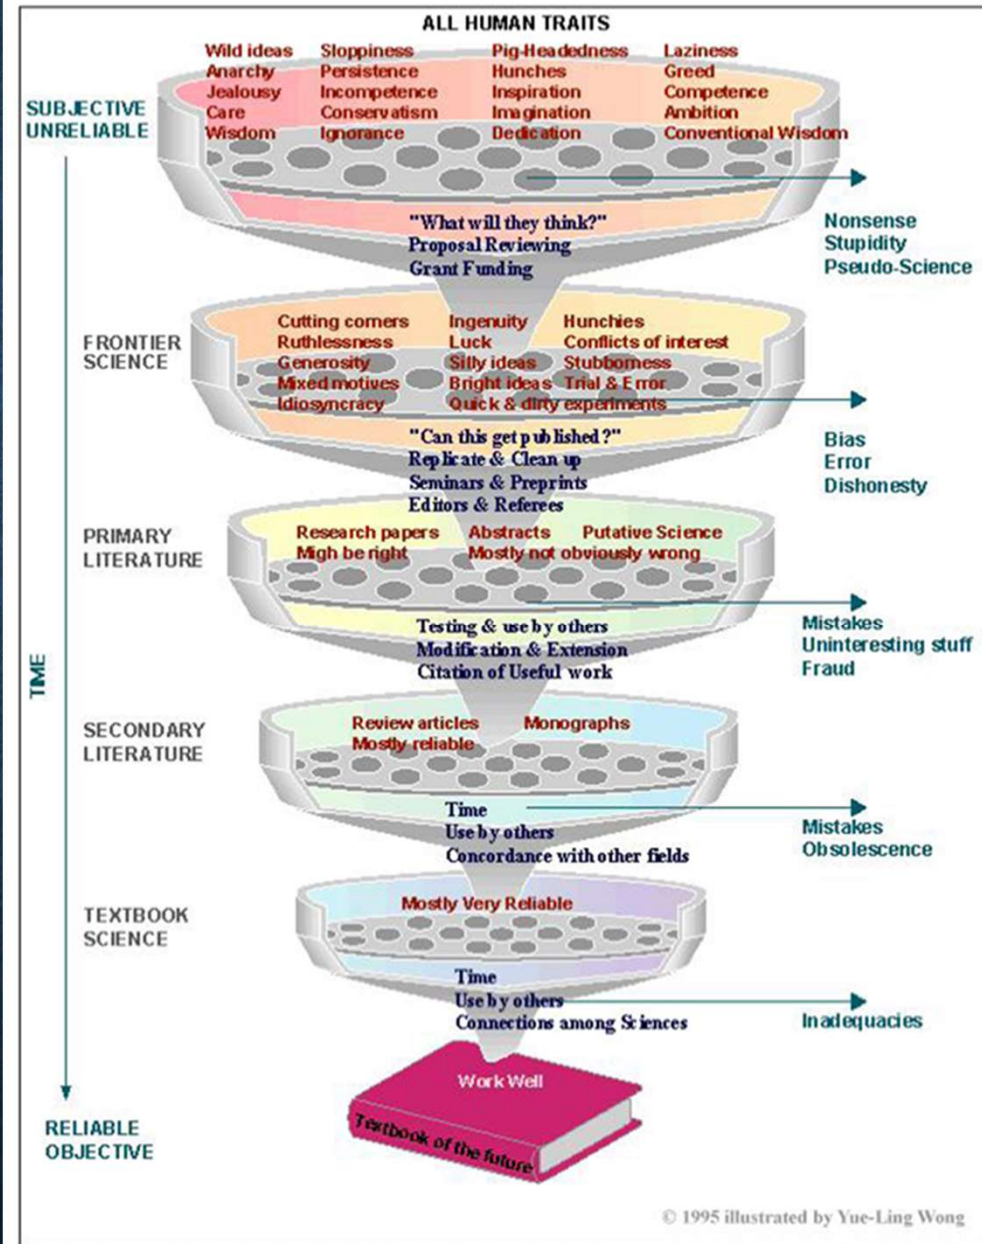 ALL HUMAN TRAITS
Wild ideas Sloppiness Pig-Headedness Laziness
Anarchy Persistence Hunches Greed
Jealousy Incompetence Inspiration Competence
Care Conservatism Imagination Ambition
Wisdom Ignorance Dedication Conventional Wisdom
SUBJECTIVE
UNRELIABLE
"What will they think?"
Proposal Reviewing
Grant Funding
Nonsense
Stupidity
Pseudo-Science
FRONTIER
SCIENCE
Cutting corners Ingenuity Hunchies
Ruthlessness Luck Conflicts of interest
Generosity Silly ideas Stubborness
Mixed motives Bright ideas Trial & Error
Idiosyncracy Quick & dirty experiments
"Can this get published?"
Replicate & Clean up
Seminars & Preprints
Editors & Referees
Bias
Error
Dishonesty
PRIMARY
LITERATURE
Research papers Abstracts Putative Science
Migh be right Mostly not obviously wrong
Testing & use by others
Modification & Extension
Citation of Useful work
Mistakes
Uninteresting stuff
Fraud
TIME
SECONDARY
LITERATURE
Review articles Monographs
Mostly reliable
Time
Use by others
Concordance with other fields
Mistakes
Obsolescence
TEXTBOOK
SCIENCE
Mostly Very Reliable
Time
Use by others
Connections among Sciences
Inadequacies
RELIABLE
OBJECTIVE
Work Well
Textbook of the future
© 1995 illustrated by Yue-Ling Wong